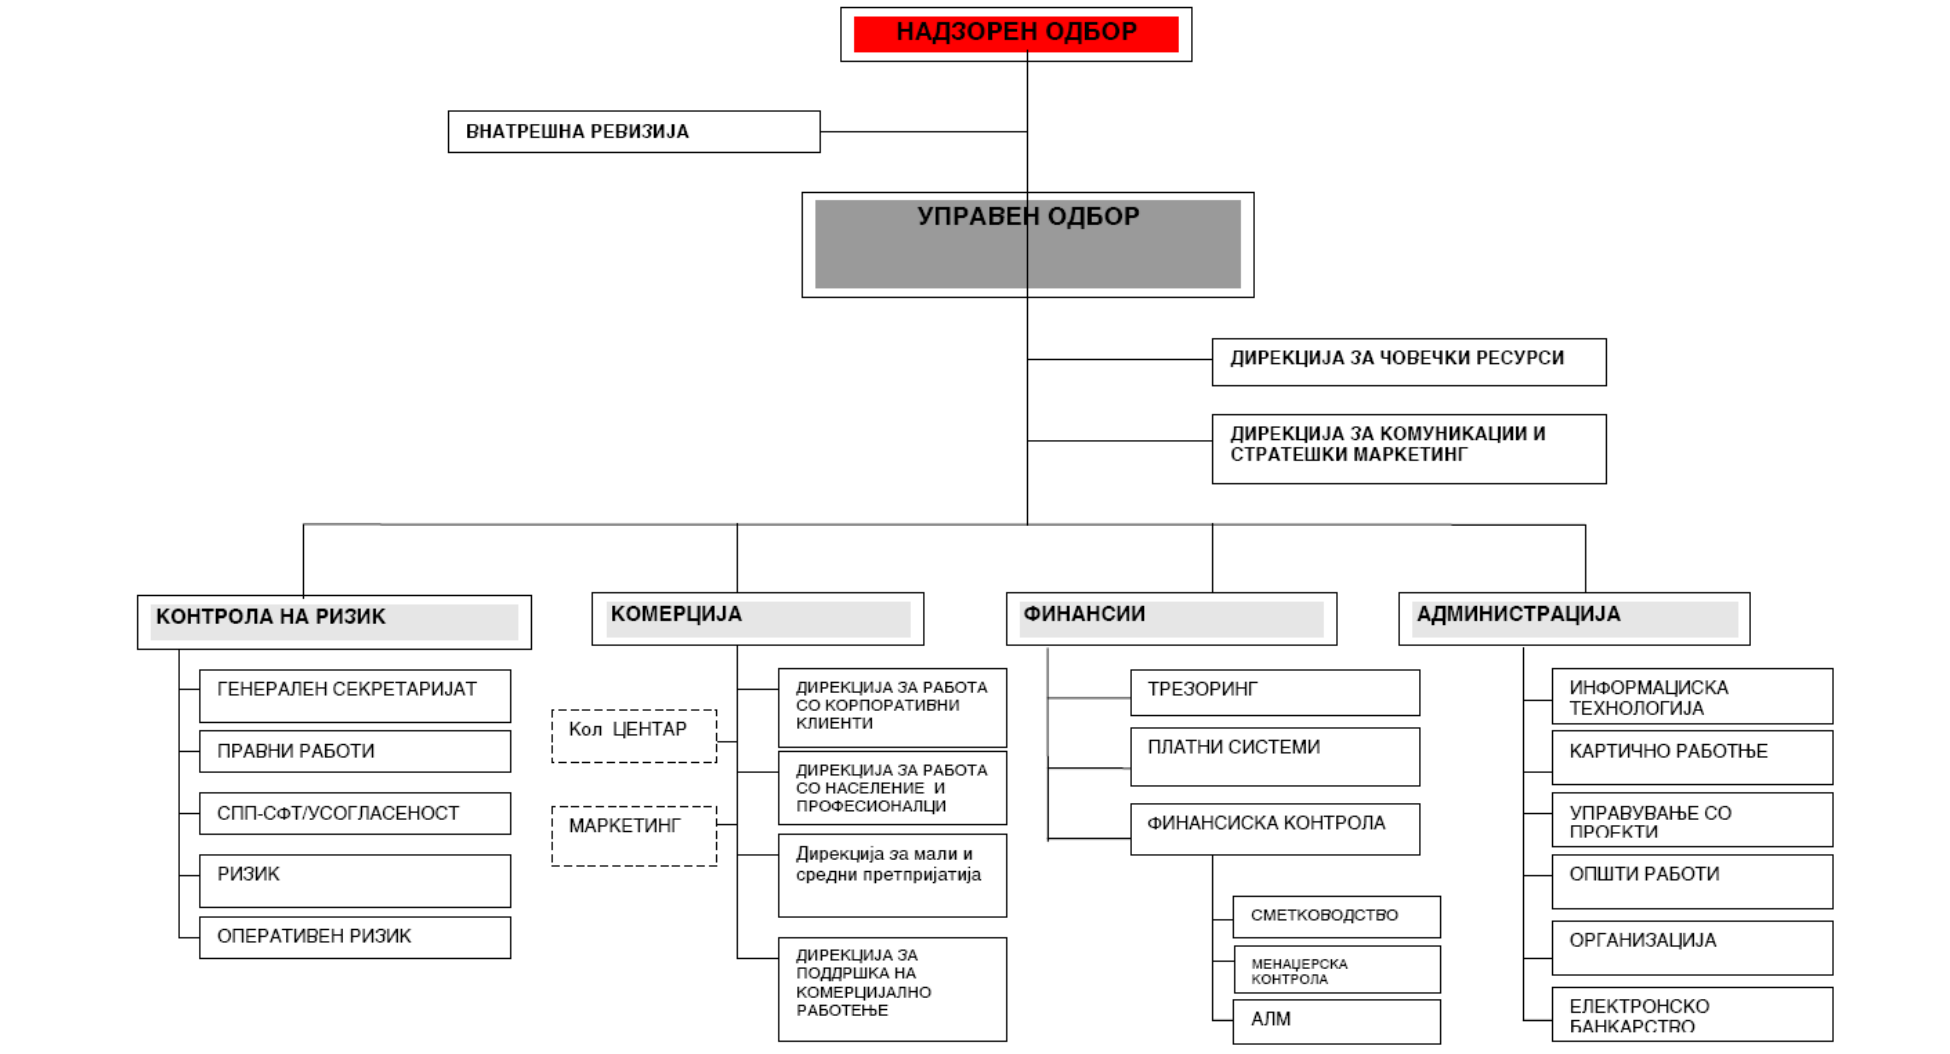 НАДЗОРЕН ОДБОР
ВНАТРЕШНА РЕВИЗИЈА
УПРАВЕН ОДБОР
ДИРЕКЦИЈА ЗА ЧОВЕЧКИ РЕСУРСИ
ДИРЕКЦИЈА ЗА КОМУНИКАЦИИ И
СТРАТЕШКИ МАРКЕТИНГ
КОНТРОЛА НА РИЗИК
ГЕНЕРАЛЕН СЕКРЕТАРИЈАТ
ПРАВНИ РАБОТИ
СПП-СФТ/УСОГЛАСЕНОСТ
РИЗИК
ОПЕРАТИВЕН РИЗИК
КОМЕРЦИЈА
Кол ЦЕНТАР
МАРКЕТИНГ
ДИРЕКЦИЈА ЗА РАБОТА
СО КОРПОРАТИВНИ
КЛИЕНТИ
ДИРЕКЦИЈА ЗА РАБОТА
СО НАСЕЛЕНИЕ И
ПРОФЕСИОНАЛЦИ
Дирекција за мали и
средни претпријатија
ДИРЕКЦИЈА ЗА
ПОДДРШКА НА
КОМЕРЦИЈАЛНО
РАБОТЕЊЕ
ФИНАНСИИ
ТРЕЗОРИНГ
ПЛАТНИ СИСТЕМИ
ФИНАНСИСКА КОНТРОЛА
СМЕТКОВОДСТВО
МЕНАЏЕРСКА
КОНТРОЛА
АЛМ
АДМИНИСТРАЦИЈА
ИНФОРМАЦИСКА
ТЕХНОЛОГИЈА
КАРТИЧНО РАБОТЊЕ
УПРАВУВАЊЕ СО
ПРОЕКТИ
ОПШТИ РАБОТИ
ОРГАНИЗАЦИЈА
ЕЛЕКТРОНСКО
БАНКАРСТВО